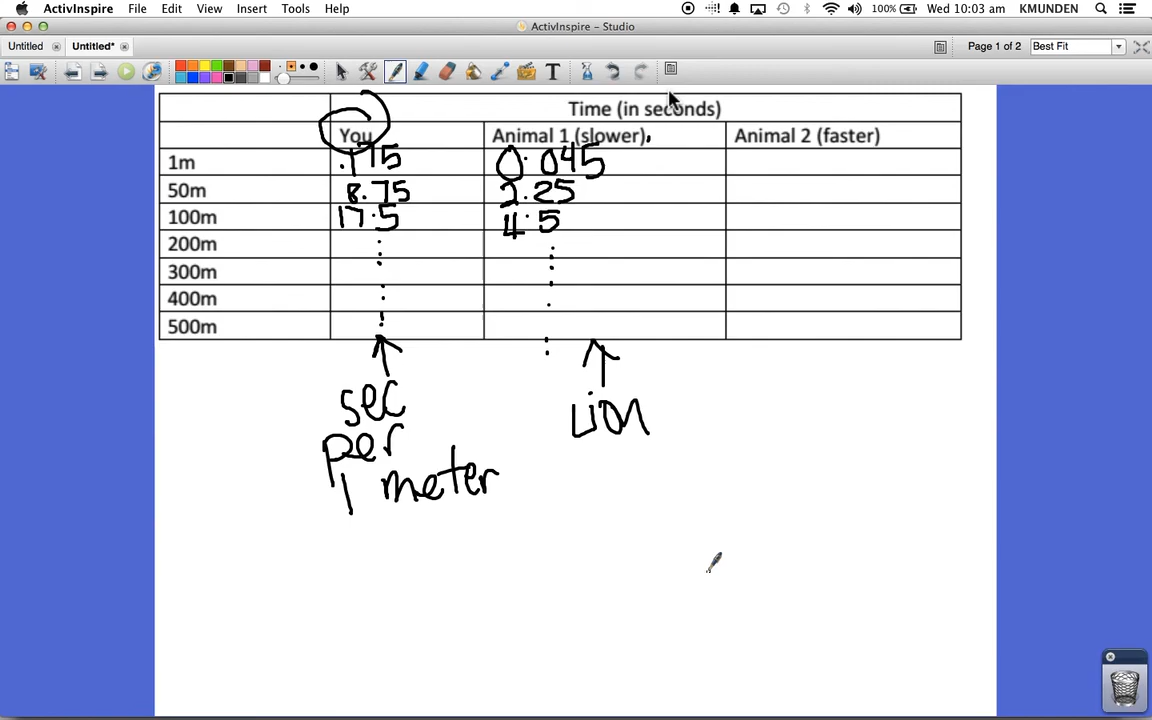 ActivInspire File Edit View Insert Tools Help 100% Wed 10:03 am KMUNDEN
ActivInspire - Studio
Untitled Untitled* Page 1 of 2 Best Fit
T
Time (in seconds)
You Animal 1 (slower) Animal 2 (faster)
1m .175 0.045
50m 8.75 2.25
100m 17.5 4.5
200m
300m
400m
500m
sec
per
1 meter
Lion